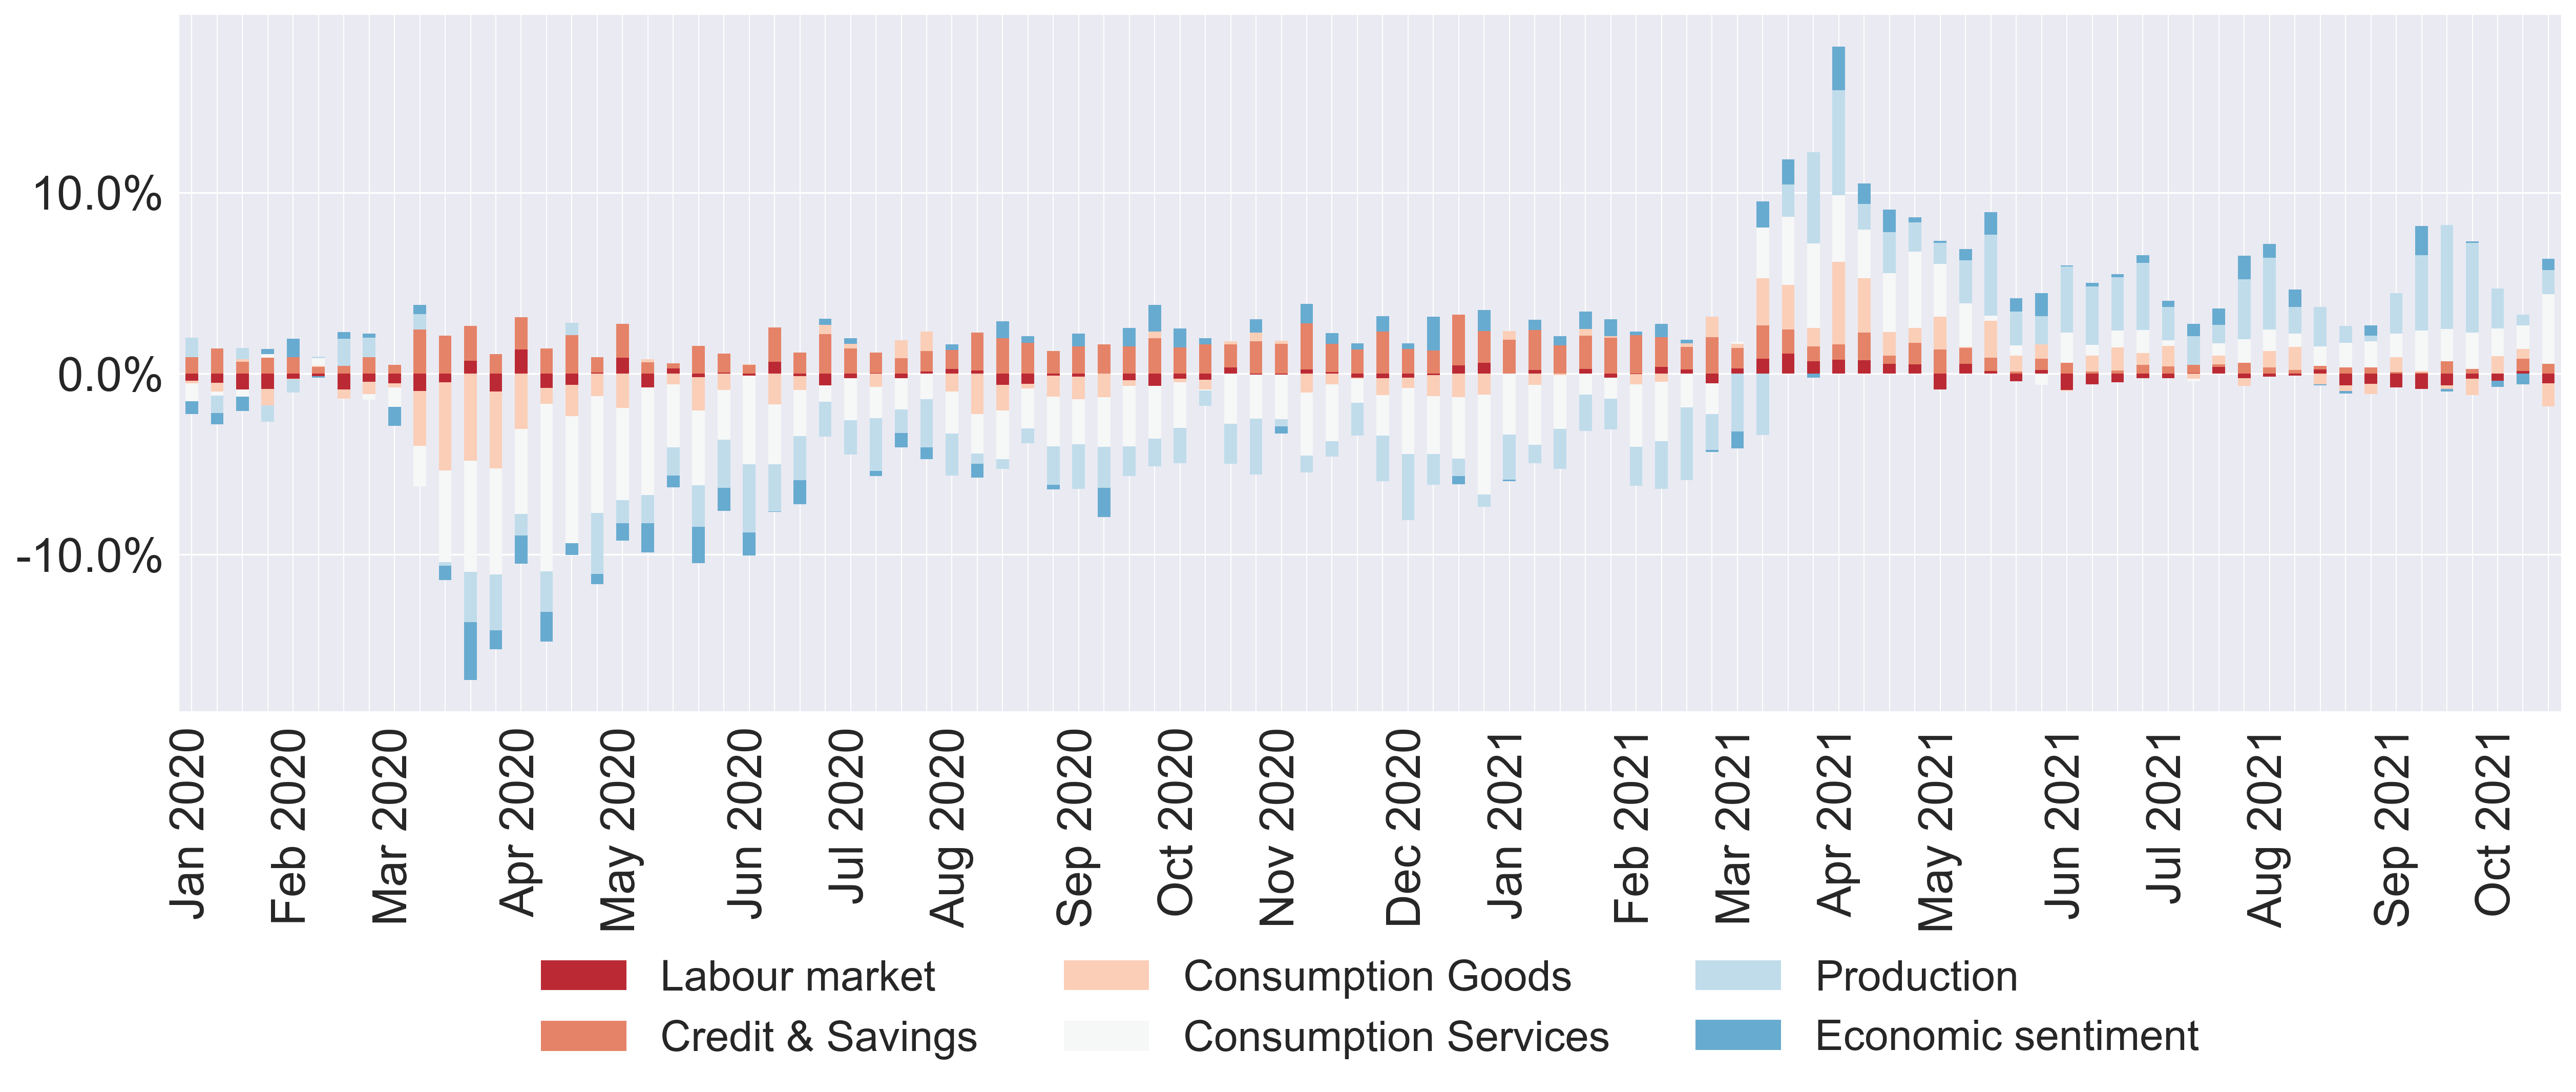 10.0%
0.0%
-10.0%
Jan 2020
Feb 2020
Mar 2020
Apr 2020
May 2020
Jun 2020
Jul 2020
Aug 2020
Sep 2020
Oct 2020
Nov 2020
Dec 2020
Jan 2021
Feb 2021
Mar 2021
Apr 2021
May 2021
Jun 2021
Jul 2021
Aug 2021
Sep 2021
Oct 2021
Labour market
Consumption Goods
Production
Credit & Savings
Consumption Services
Economic sentiment